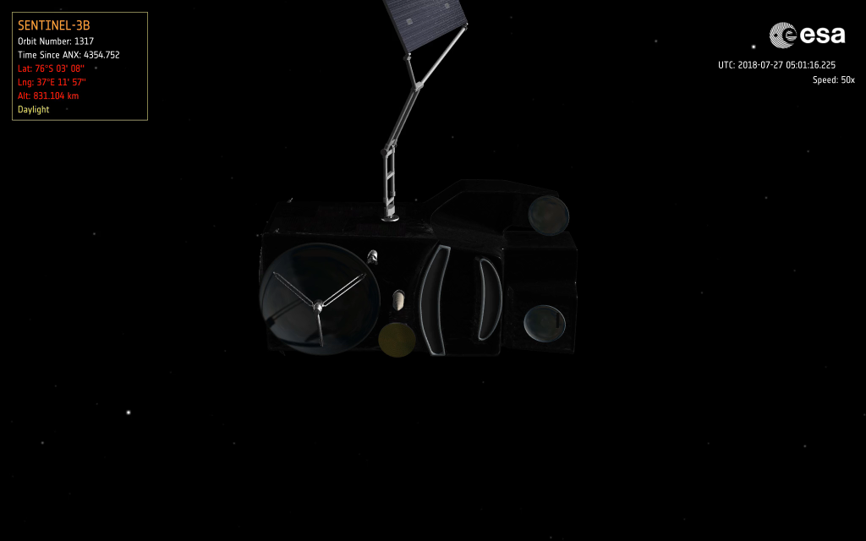 SENTINEL-3B
Orbit Number: 1317
Time Since ANX: 4354.752
Lat: 76°S 03' 08"
Lng: 37°E 11' 57"
Alt: 831.104 km
Daylight
esa
UTC: 2018-07-27 05:01:16.225
Speed: 50x